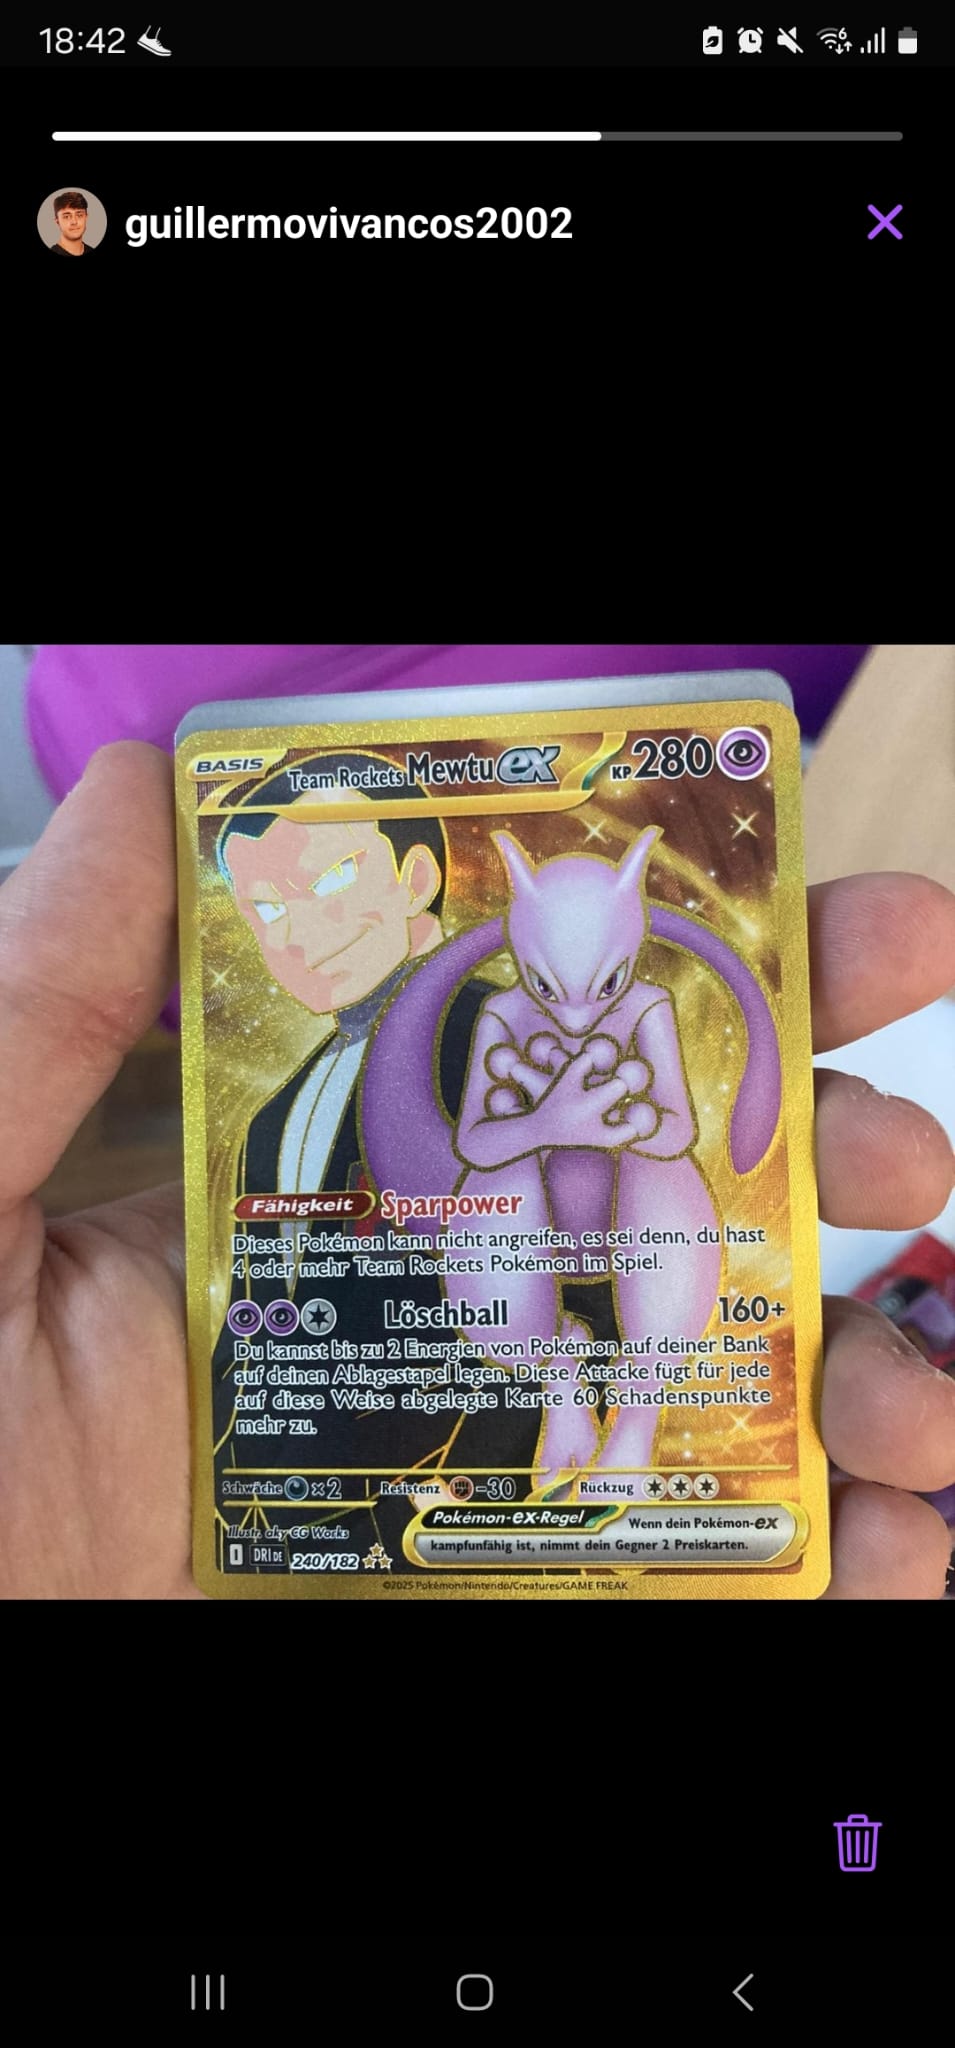 18:42
6
guillermovivancos2002
BASIS
Team Rockets Mewtu ex
KP 280
Fähigkeit Sparpower
Dieses Pokémon kann nicht angreifen, es sei denn, du hast
4 oder mehr Team Rockets Pokémon im Spiel.
Löschball 160+
Du kannst bis zu 2 Energien von Pokémon auf deiner Bank
auf deinen Ablagestapel legen. Diese Attacke fügt für jede
auf diese Weise abgelegte Karte 60 Schadenspunkte
mehr zu.
Schwäche ×2 Resistenz -30 Rückzug
Pokémon-ex-Regel Wenn dein Pokémon-ex
kampfunfähig ist, nimmt dein Gegner 2 Preiskarten.
Illustr. aky CG Works
I DRI DE 240/182
©2025 Pokémon/Nintendo/Creatures/GAME FREAK